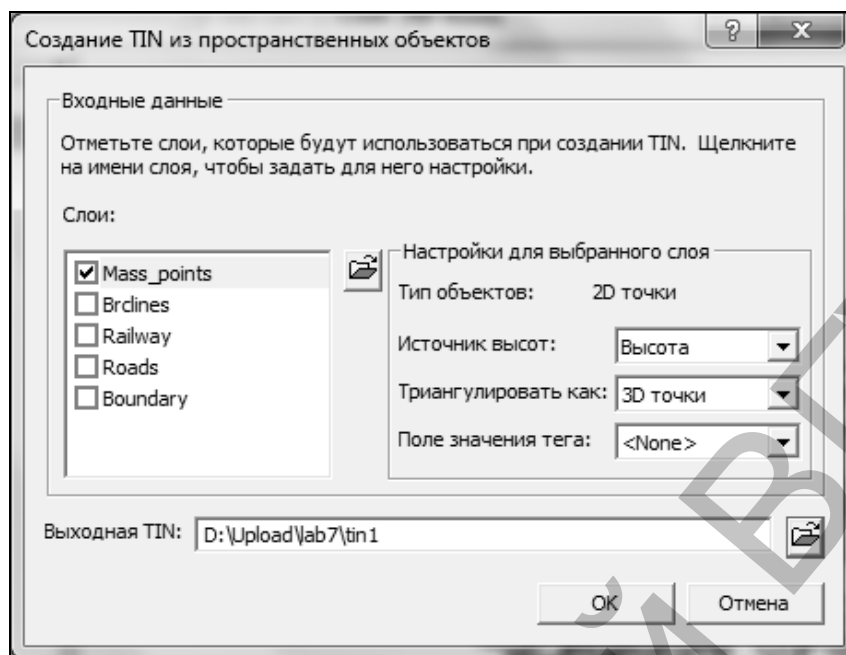 Создание TIN из пространственных объектов
Входные данные
Отметьте слои, которые будут использоваться при создании TIN. Щелкните
на имени слоя, чтобы задать для него настройки.
Слои:
Mass_points
Brclines
Railway
Roads
Boundary
Настройки для выбранного слоя
Тип объектов: 2D точки
Источник высот: Высота
Триангулировать как: 3D точки
Поле значения тега: <None>
Выходная TIN: D:\Upload\lab7\tin1
OK
Отмена